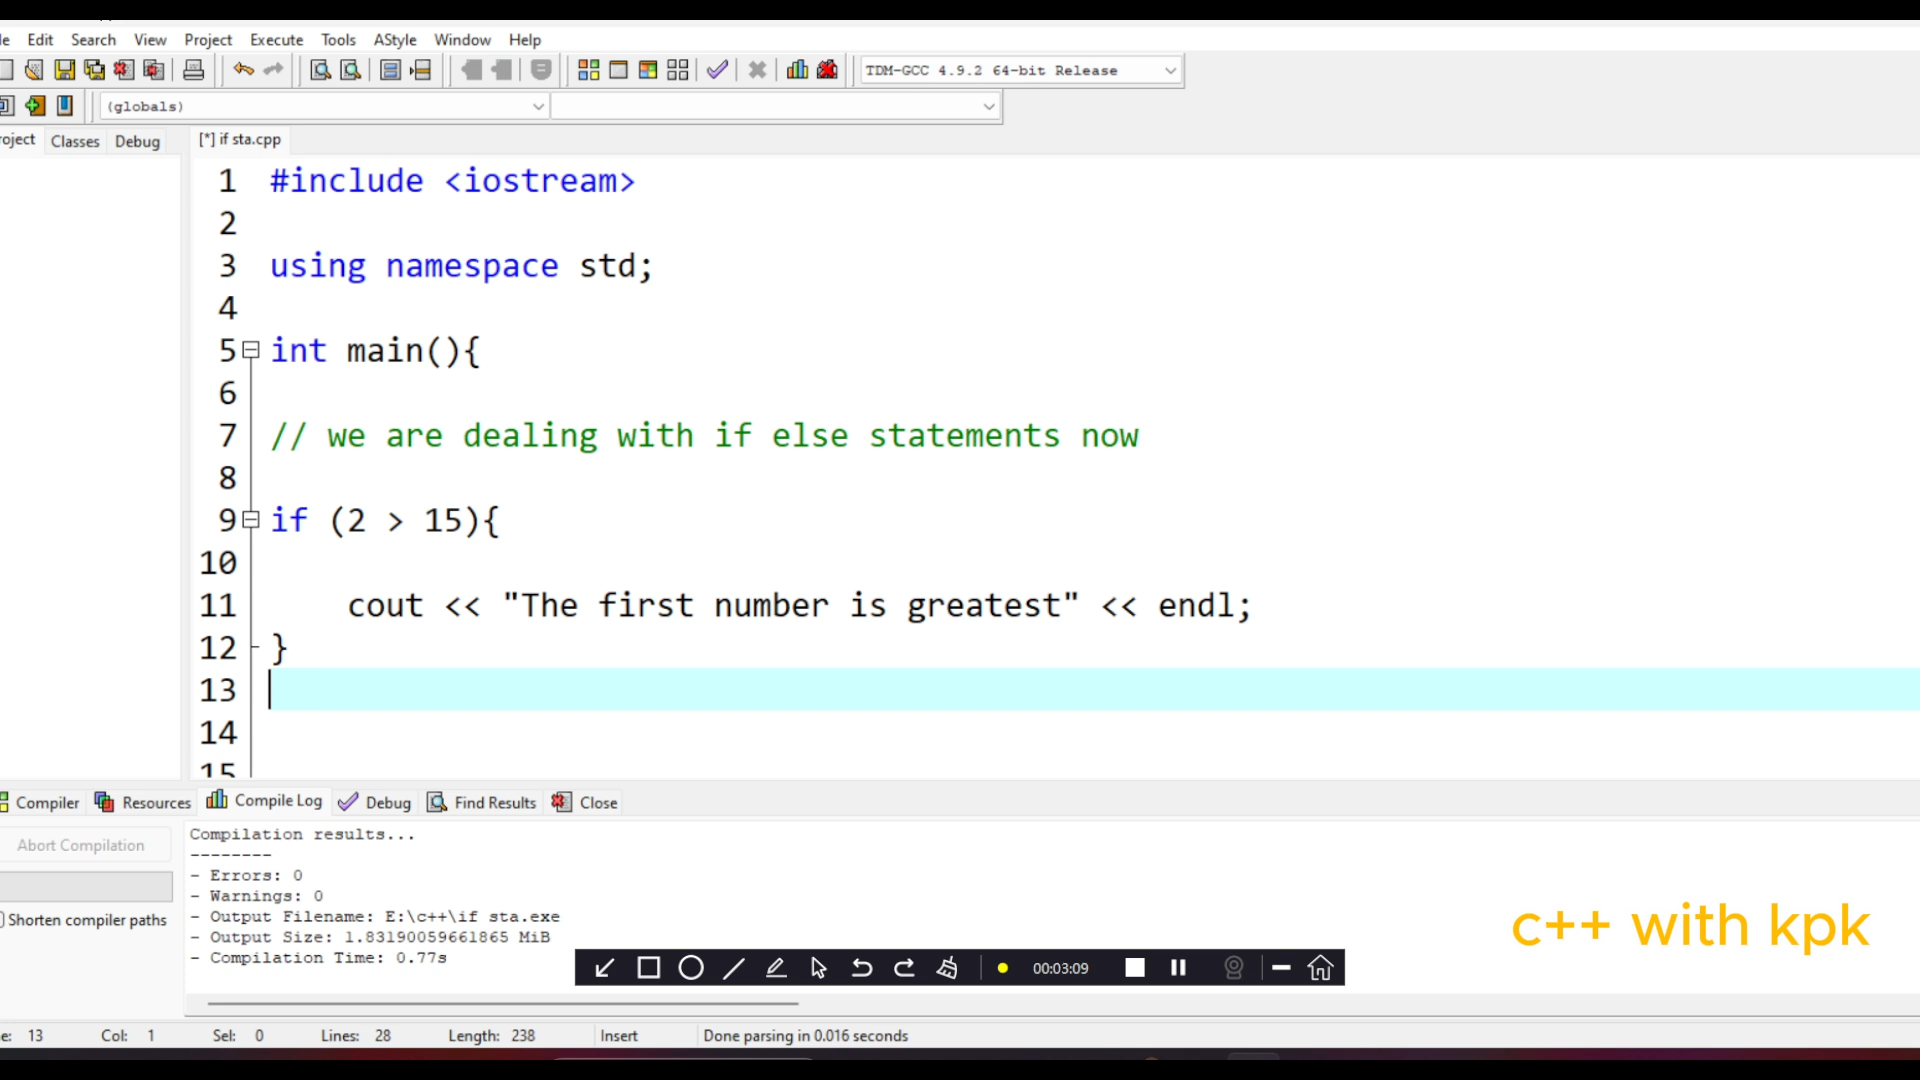 Edit Search View Project Execute Tools AStyle Window Help
TDM-GCC 4.9.2 64-bit Release
(globals)
Classes Debug
[*] if sta.cpp
1 #include <iostream>
2
3 using namespace std;
4
5 int main(){
6
7 // we are dealing with if else statements now
8
9 if (2 > 15){
10
11 cout << "The first number is greatest" << endl;
12 }
13
14
15
Compiler Resources Compile Log Debug Find Results Close
Abort Compilation
Shorten compiler paths
Compilation results...
--------
- Errors: 0
- Warnings: 0
- Output Filename: E:\c++\if sta.exe
- Output Size: 1.83190059661865 MiB
- Compilation Time: 0.77s
c++ with kpk
00:03:09
e: 13 Col: 1 Sel: 0 Lines: 28 Length: 238 Insert Done parsing in 0.016 seconds